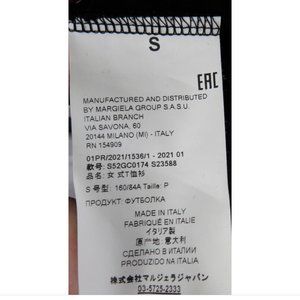 S
EAC
MANUFACTURED AND DISTRIBUTED
BY MARGIELA GROUP S.A.S.U.
ITALIAN BRANCH
VIA SAVONA, 60
20144 MILANO (MI) - ITALY
RN 154909
01PR/2021/1536/1 - 2021 01
款号: S52GC0174 S23588
品名: 女 式T恤衫
S 号型: 160/84A Taille: P
ПРОДУКТ: ФУТБОЛКА
MADE IN ITALY
FABRIQUÉ EN ITALIE
イタリア製
原产地: 意大利
СДЕЛАНО В ИТАЛИИ
PRODUZIDO NA ITALIA
株式会社マルジェラジャパン
03-5725-2333